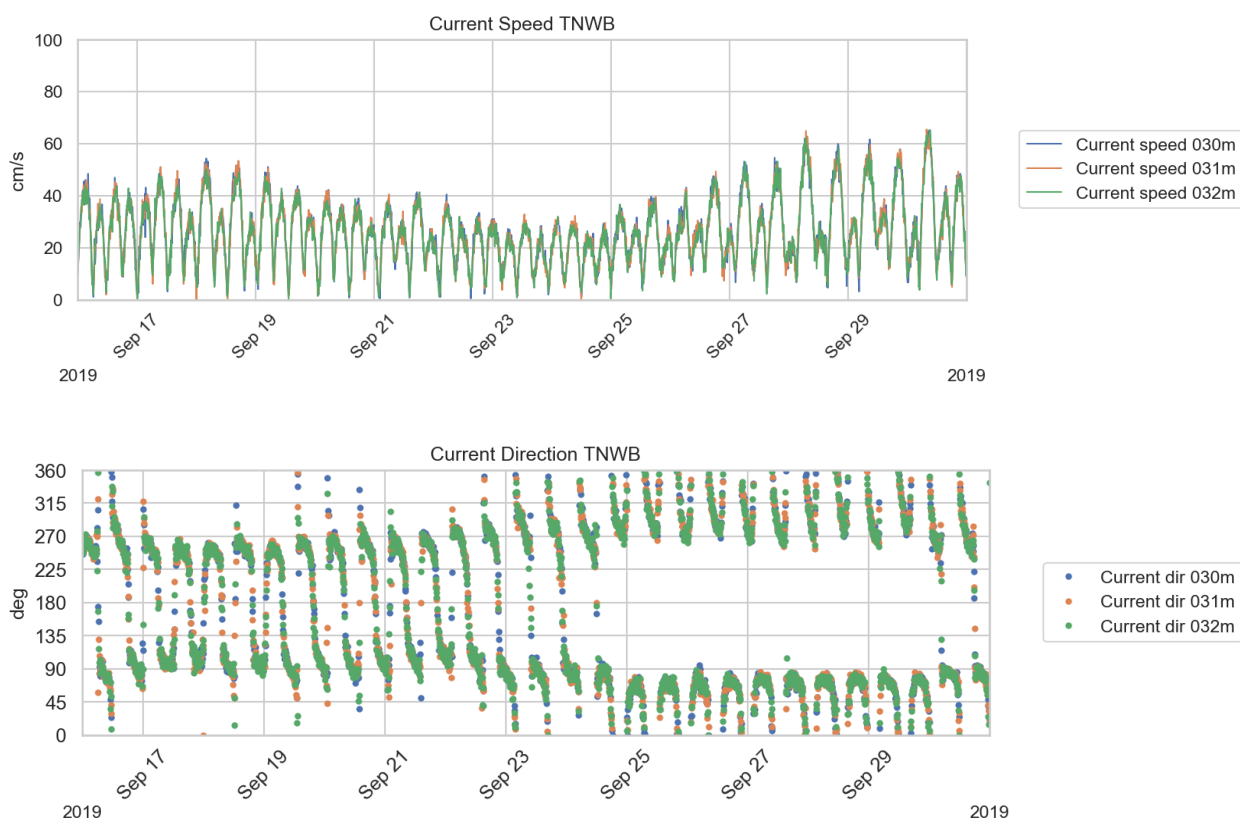 Current Speed TNWB
100
80
60
40
20
0
cm/s
Sep 17
Sep 19
Sep 21
Sep 23
Sep 25
Sep 27
Sep 29
2019
2019
Current speed 030m
Current speed 031m
Current speed 032m
Current Direction TNWB
360
315
270
225
180
135
90
45
0
deg
Sep 17
Sep 19
Sep 21
Sep 23
Sep 25
Sep 27
Sep 29
2019
2019
Current dir 030m
Current dir 031m
Current dir 032m